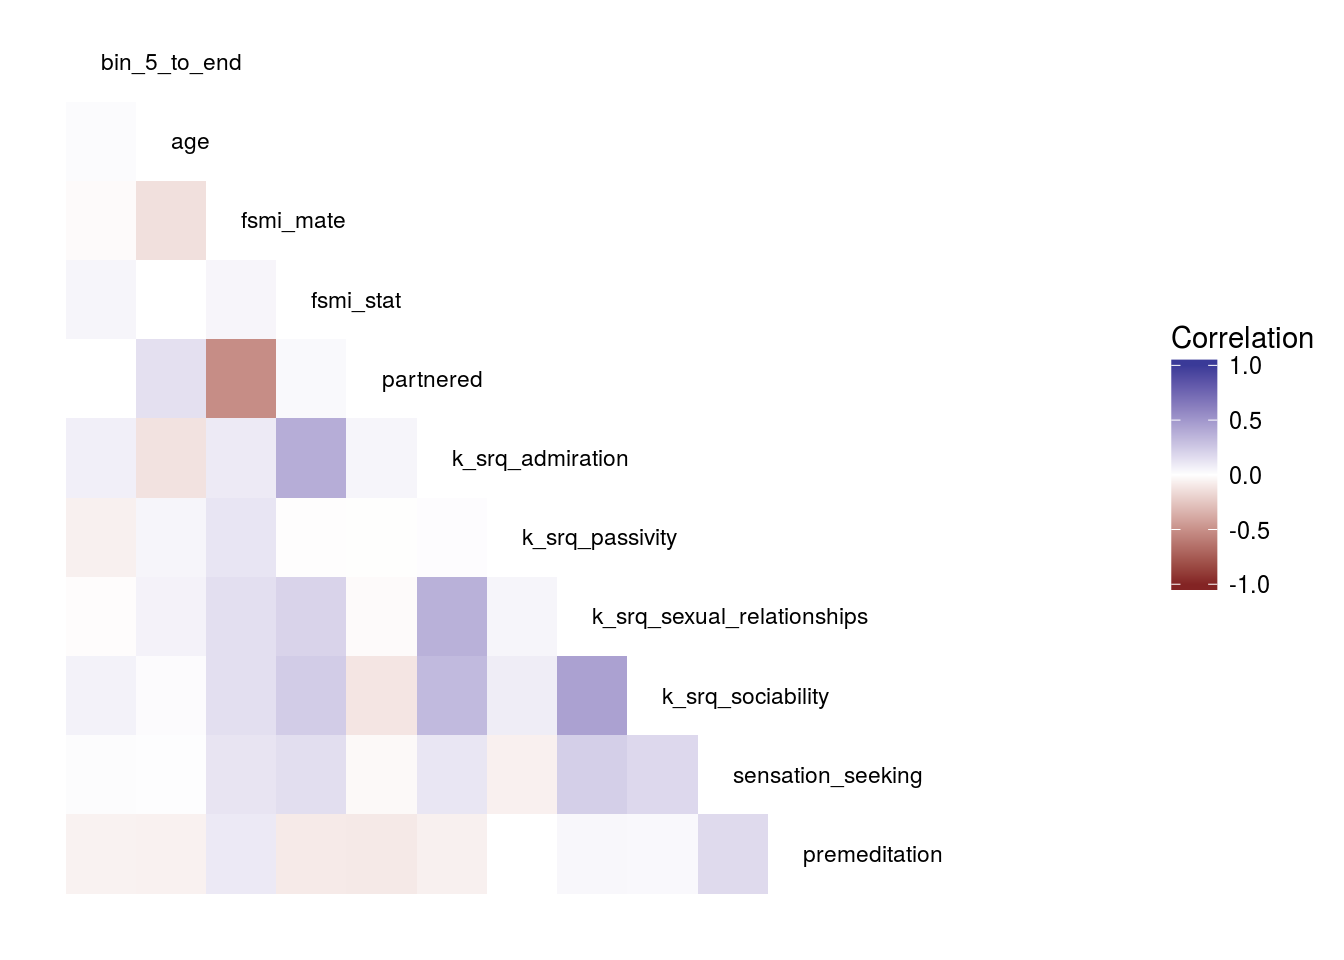 bin_5_to_end
age
fsmi_mate
fsmi_stat
partnered
k_srq_admiration
k_srq_passivity
k_srq_sexual_relationships
k_srq_sociability
sensation_seeking
premeditation
Correlation
1.0
0.5
0.0
-0.5
-1.0